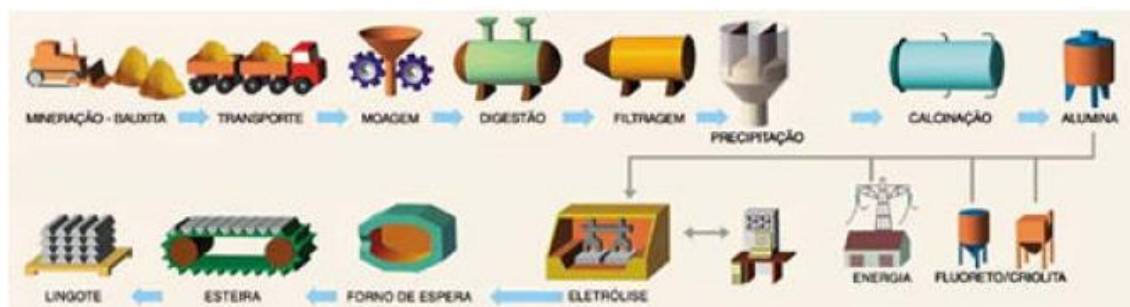 MINERAÇÃO - BAUXITA
TRANSPORTE
MOAGEM
DIGESTÃO
FILTRAGEM
PRECIPITAÇÃO
CALCINAÇÃO
ALUMINA
ENERGIA
FLUORETO/CRIOLITA
LINGOTE
ESTEIRA
FORNO DE ESPERA
ELETRÓLISE